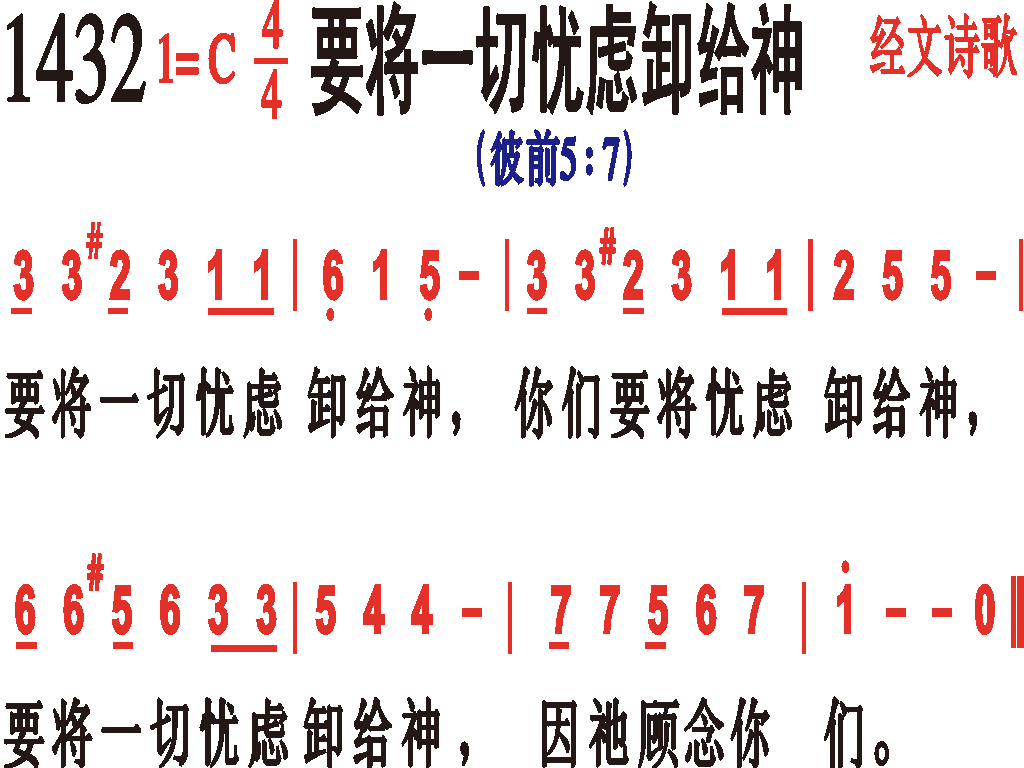 1432 1=C 4/4 要将一切忧虑卸给神 经文诗歌
(彼前5:7)
3 3 #2 3 1 1 | 6 1 5 - | 3 3 #2 3 1 1 | 2 5 5 - |
要将一切忧虑 卸给神， 你们要将忧虑 卸给神，
6 6 #5 6 3 3 | 5 4 4 - | 7 7 5 6 7 | 1 - - 0 ‖
要将一切忧虑 卸给神， 因祂顾念你 们。